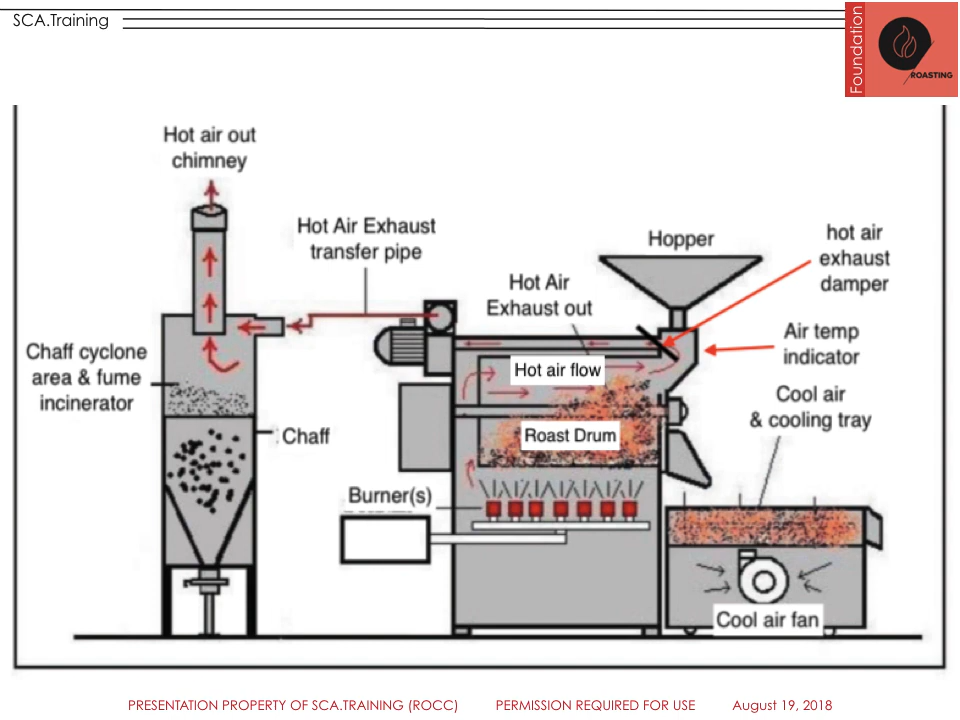 SCA.Training
Foundation
ROASTING
Hot air out
chimney
Hot Air Exhaust
transfer pipe
Hopper
hot air
exhaust
damper
Hot Air
Exhaust out
Air temp
indicator
Chaff cyclone
area & fume
incinerator
Hot air flow
Cool air
& cooling tray
Chaff
Roast Drum
Burner(s)
Cool air fan
PRESENTATION PROPERTY OF SCA.TRAINING (ROCC) PERMISSION REQUIRED FOR USE August 19, 2018